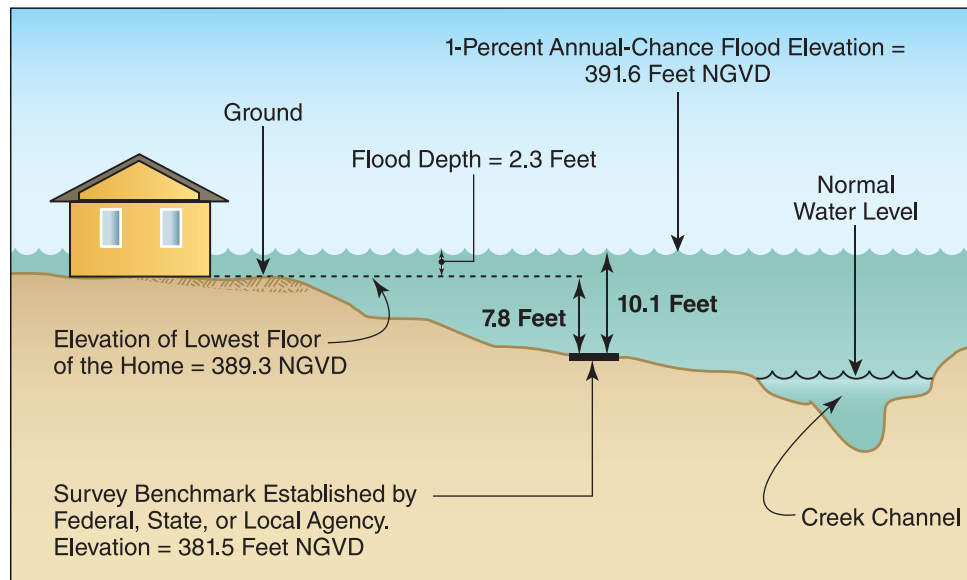 1-Percent Annual-Chance Flood Elevation =
391.6 Feet NGVD
Ground
Flood Depth = 2.3 Feet
Normal
Water Level
7.8 Feet
10.1 Feet
Elevation of Lowest Floor
of the Home = 389.3 NGVD
Survey Benchmark Established by
Federal, State, or Local Agency.
Elevation = 381.5 Feet NGVD
Creek Channel